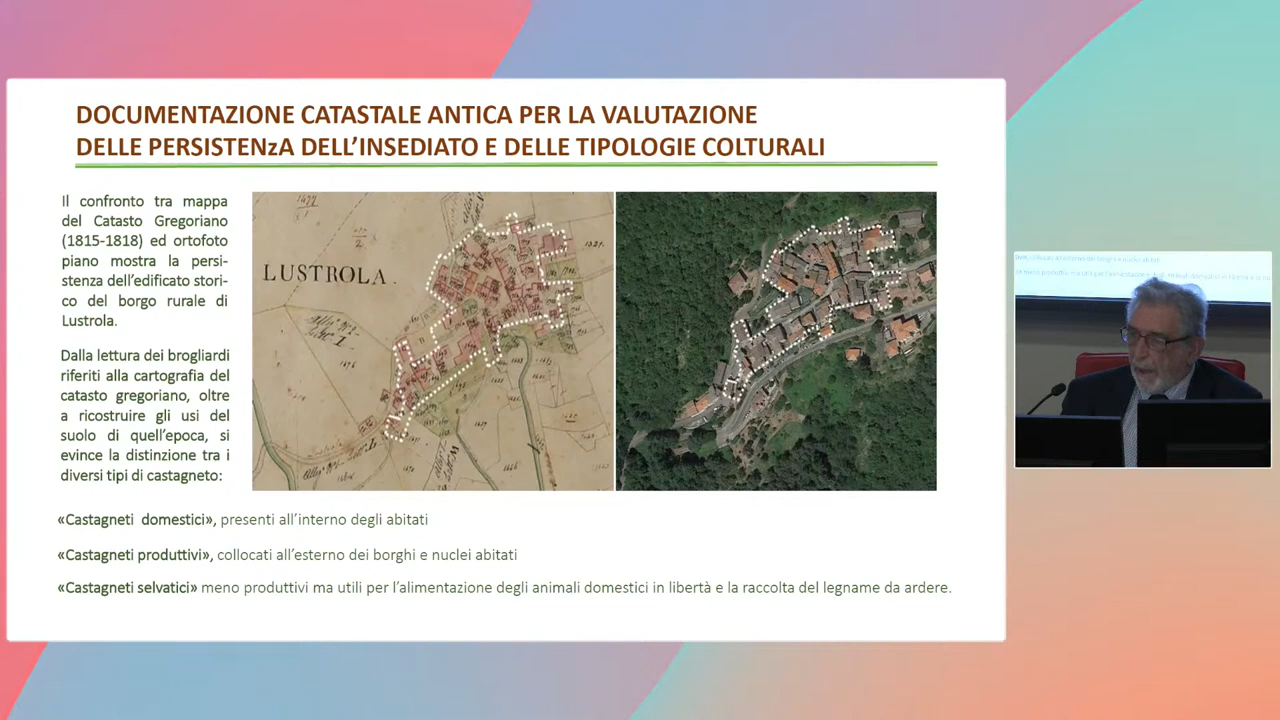 DOCUMENTAZIONE CATASTALE ANTICA PER LA VALUTAZIONE
DELLE PERSISTENzA DELL’INSEDIATO E DELLE TIPOLOGIE COLTURALI
Il confronto tra mappa
del Catasto Gregoriano
(1815-1818) ed ortofoto
piano mostra la persi-
stenza dell’edificato stori-
co del borgo rurale di
Lustrola.
Dalla lettura dei brogliardi
riferiti alla cartografia del
catasto gregoriano, oltre
a ricostruire gli usi del
suolo di quell’epoca, si
evince la distinzione tra i
diversi tipi di castagneto:
LUSTROLA.
«Castagneti domestici», presenti all’interno degli abitati
«Castagneti produttivi», collocati all’esterno dei borghi e nuclei abitati
«Castagneti selvatici» meno produttivi ma utili per l’alimentazione degli animali domestici in libertà e la raccolta del legname da ardere.